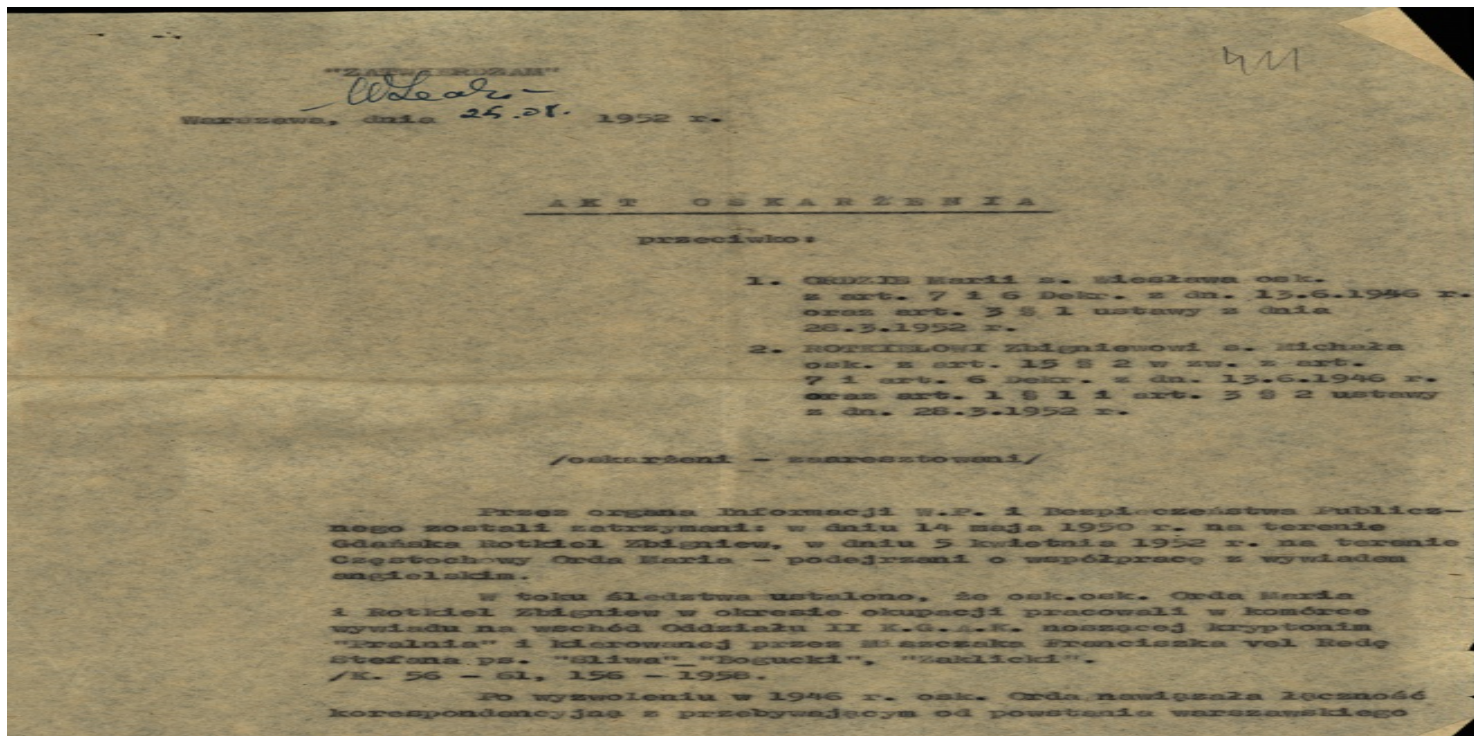 411
"ZATWIERDZAM"
Warszawa, dnia 25.08. 1952 r.
AKT OSKARŻENIA
przeciwko:
1. ORDZIE Marii c. Wiesława osk.
z art. 7 i 6 Dekr. z dn. 13.6.1946 r.
oraz art. 3 § 1 ustawy z dnia
28.3.1952 r.
2. ROTKIELOWI Zbigniewowi s. Michała
osk. z art. 15 § 2 w zw. z art.
7 i art. 6 Dekr. z dn. 13.6.1946 r.
oraz art. 1 § 1 i art. 3 § 2 ustawy
z dn. 28.3.1952 r.
/oskarżeni - zaaresztowani/
Przez organa Informacji W.P. i Bezpieczeństwa Publicz-
nego zostali zatrzymani: w dniu 14 maja 1950 r. na terenie
Gdańska Rotkiel Zbigniew, w dniu 5 kwietnia 1952 r. na terenie
Częstochowy Orda Maria - podejrzani o współpracę z wywiadem
angielskim.
W toku śledztwa ustalono, że osk.osk. Orda Maria
i Rotkiel Zbigniew w okresie okupacji pracowali w komórce
wywiadu na wschód Oddziału II K.G.A.K. noszącej kryptonim
"Pralnia" i kierowanej przez Miszczaka Franciszka vel Redę
Stefana ps. "Sliwa" "Bogucki", "Zaklicki".
/K. 56 - 61, 156 - 1958.
Po wyzwoleniu w 1946 r. osk. Orda nawiązała łączność
korespondencyjną z przebywającym od powstania warszawskiego